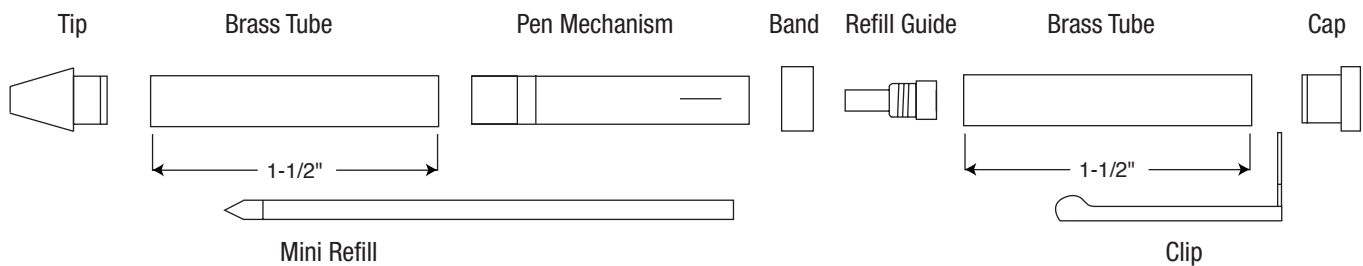 Tip Brass Tube Pen Mechanism Band Refill Guide Brass Tube Cap
1-1/2" 1-1/2"
Mini Refill Clip